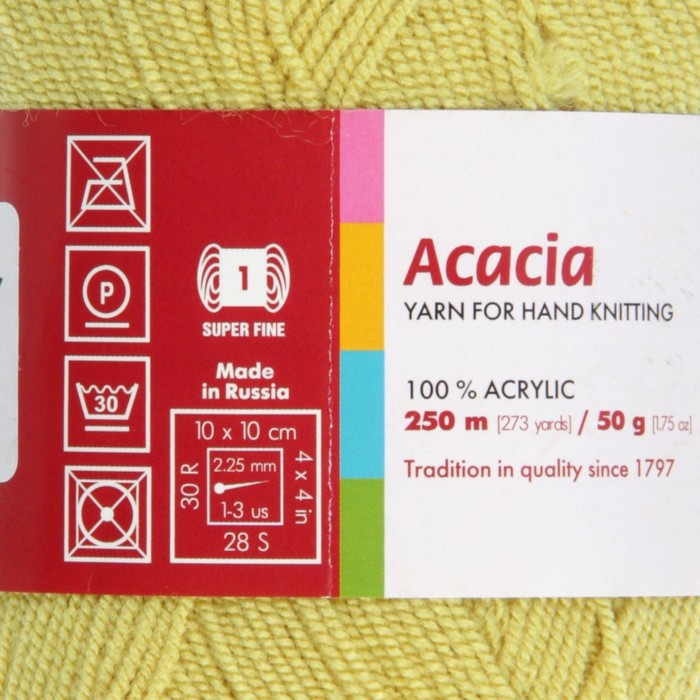 P
30
1
SUPER FINE
Made
in Russia
10 x 10 cm
30 R
2.25 mm
1-3 us
4 x 4 in
28 S
Acacia
YARN FOR HAND KNITTING
100 % ACRYLIC
250 m [273 yards] / 50 g [1.75 oz]
Tradition in quality since 1797